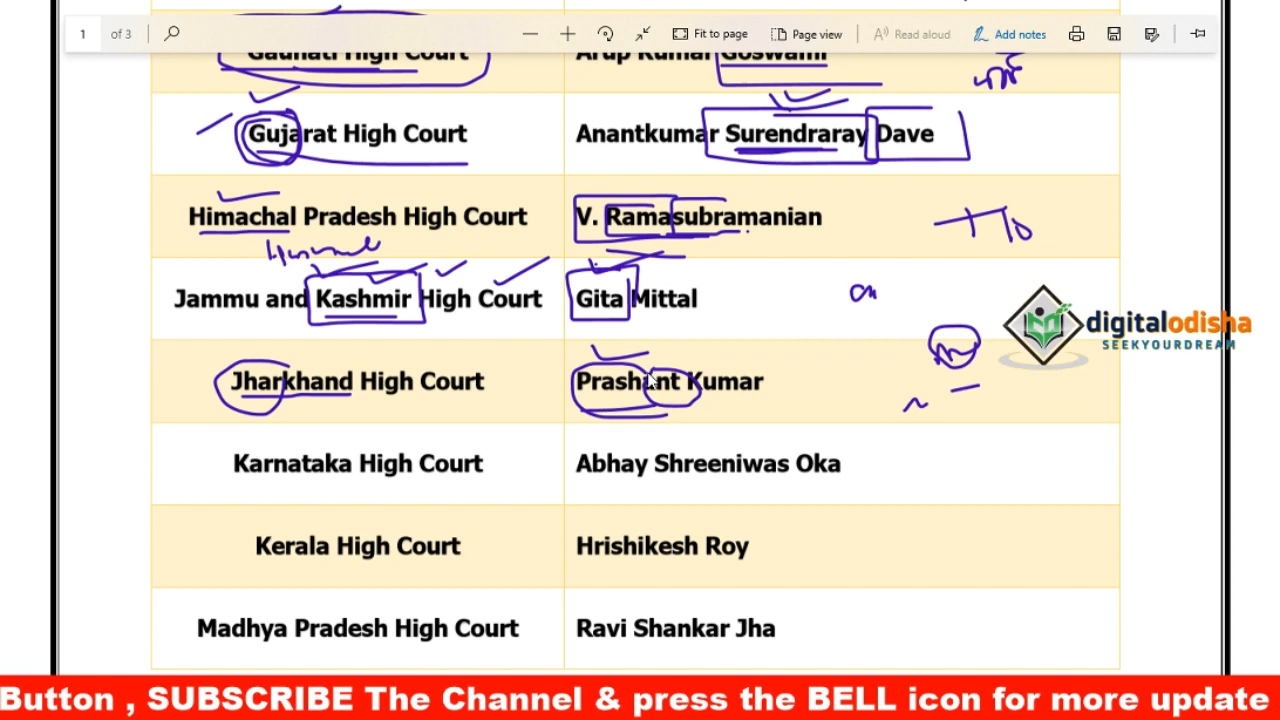 1 of 3 Fit to page Page view Read aloud Add notes
Gauhati High Court Arup Kumar Goswami
Gujarat High Court Anantkumar Surendraray Dave
Himachal Pradesh High Court V. Ramasubramanian
Jammu and Kashmir High Court Gita Mittal
digitalodisha
SEEKYOURDREAM
Jharkhand High Court Prashant Kumar
Karnataka High Court Abhay Shreeniwas Oka
Kerala High Court Hrishikesh Roy
Madhya Pradesh High Court Ravi Shankar Jha
Button , SUBSCRIBE The Channel & press the BELL icon for more update